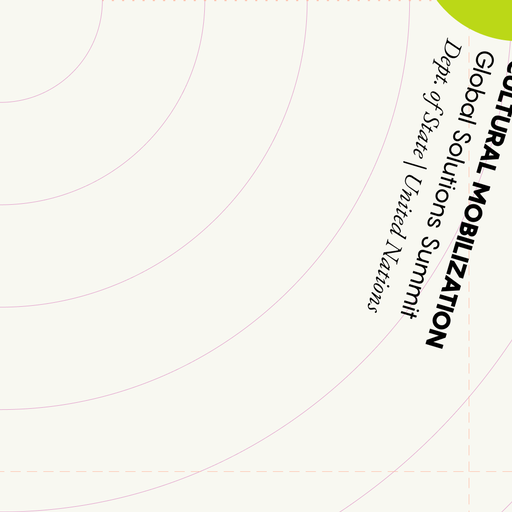 CULTURAL MOBILIZATION
Global Solutions Summit
Dept. of State | United Nations